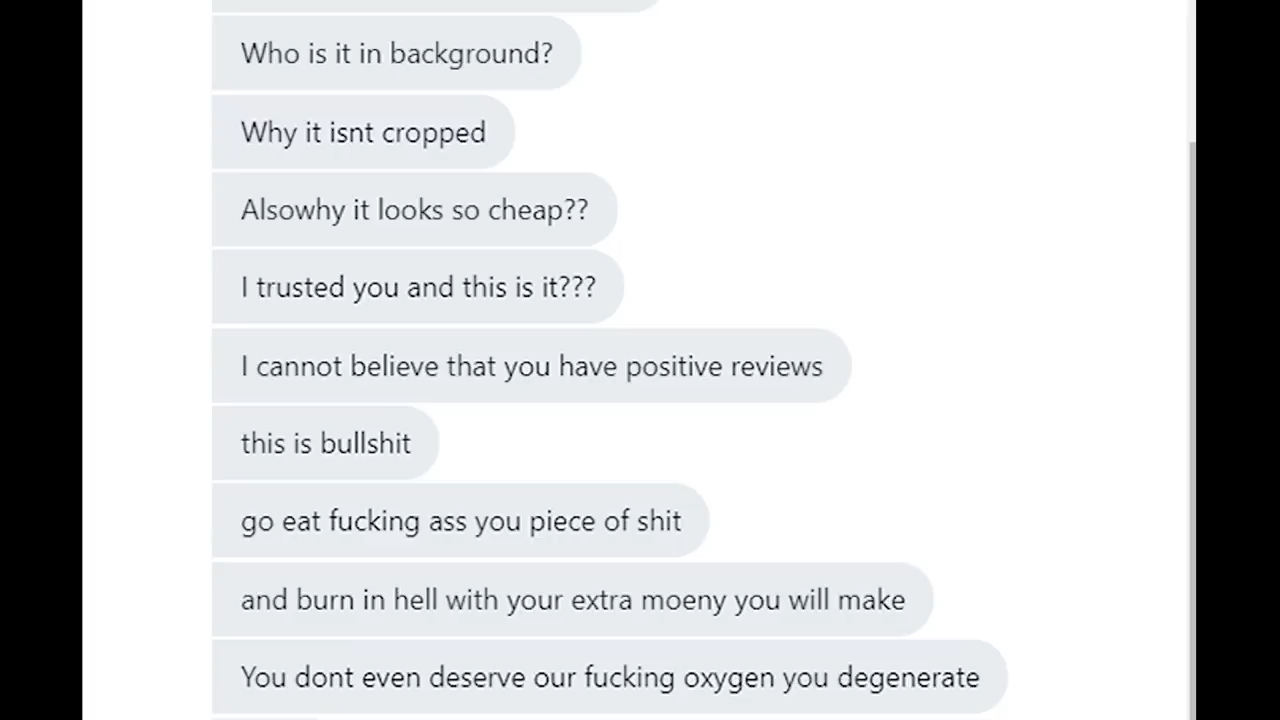 Who is it in background?
Why it isnt cropped
Alsowhy it looks so cheap??
I trusted you and this is it???
I cannot believe that you have positive reviews
this is bullshit
go eat fucking ass you piece of shit
and burn in hell with your extra moeny you will make
You dont even deserve our fucking oxygen you degenerate